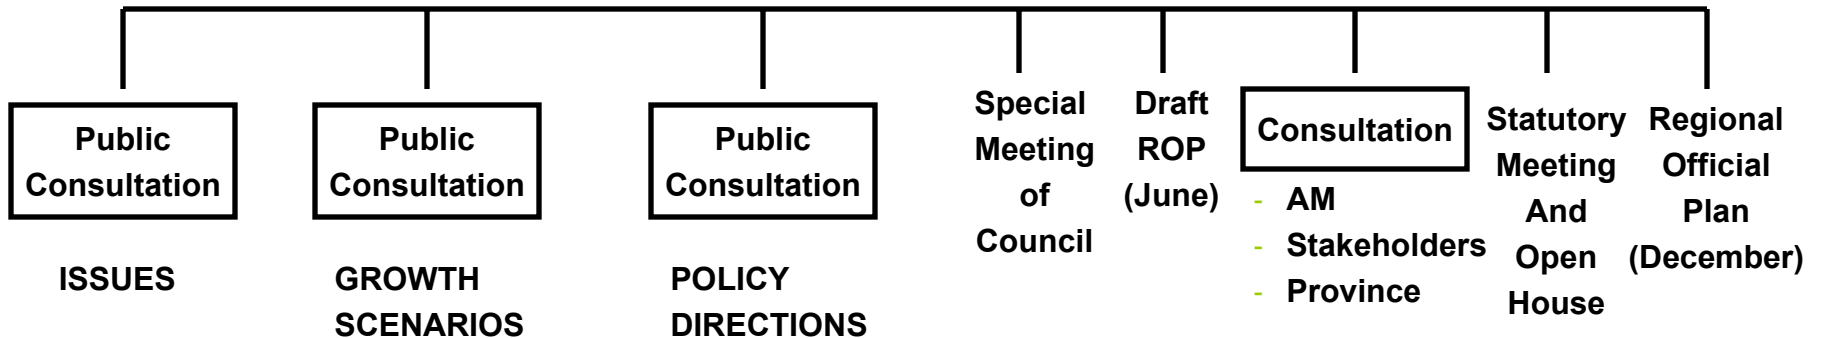 Public
Consultation
ISSUES
Public
Consultation
GROWTH
SCENARIOS
Public
Consultation
POLICY
DIRECTIONS
Special
Meeting
of
Council
Draft
ROP
(June)
Consultation
- AM
- Stakeholders
- Province
Statutory
Meeting
And
Open
House
Regional
Official
Plan
(December)